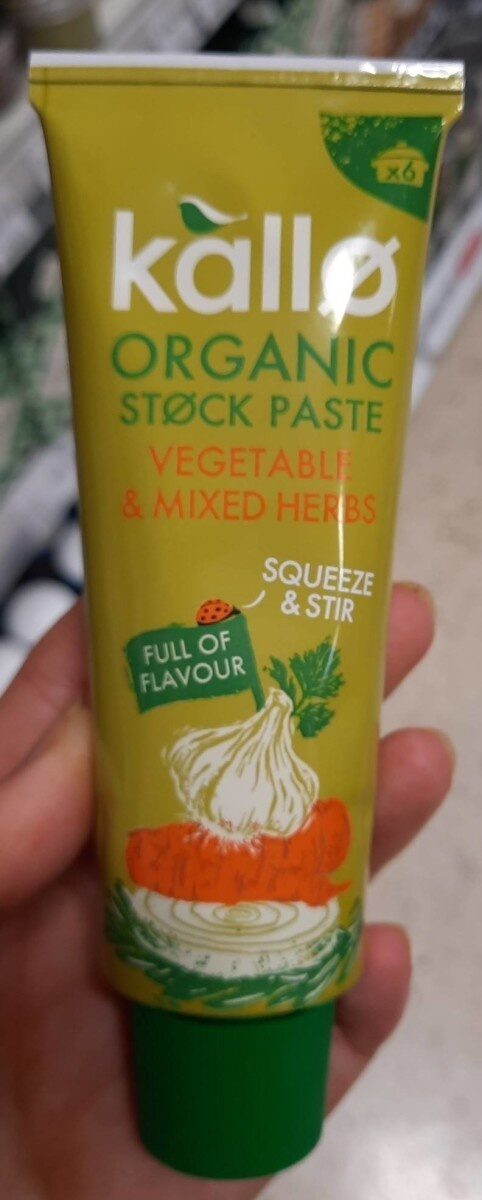 x6
kallø
ORGANIC
STØCK PASTE
VEGETABLE
& MIXED HERBS
SQUEEZE
& STIR
FULL OF
FLAVOUR